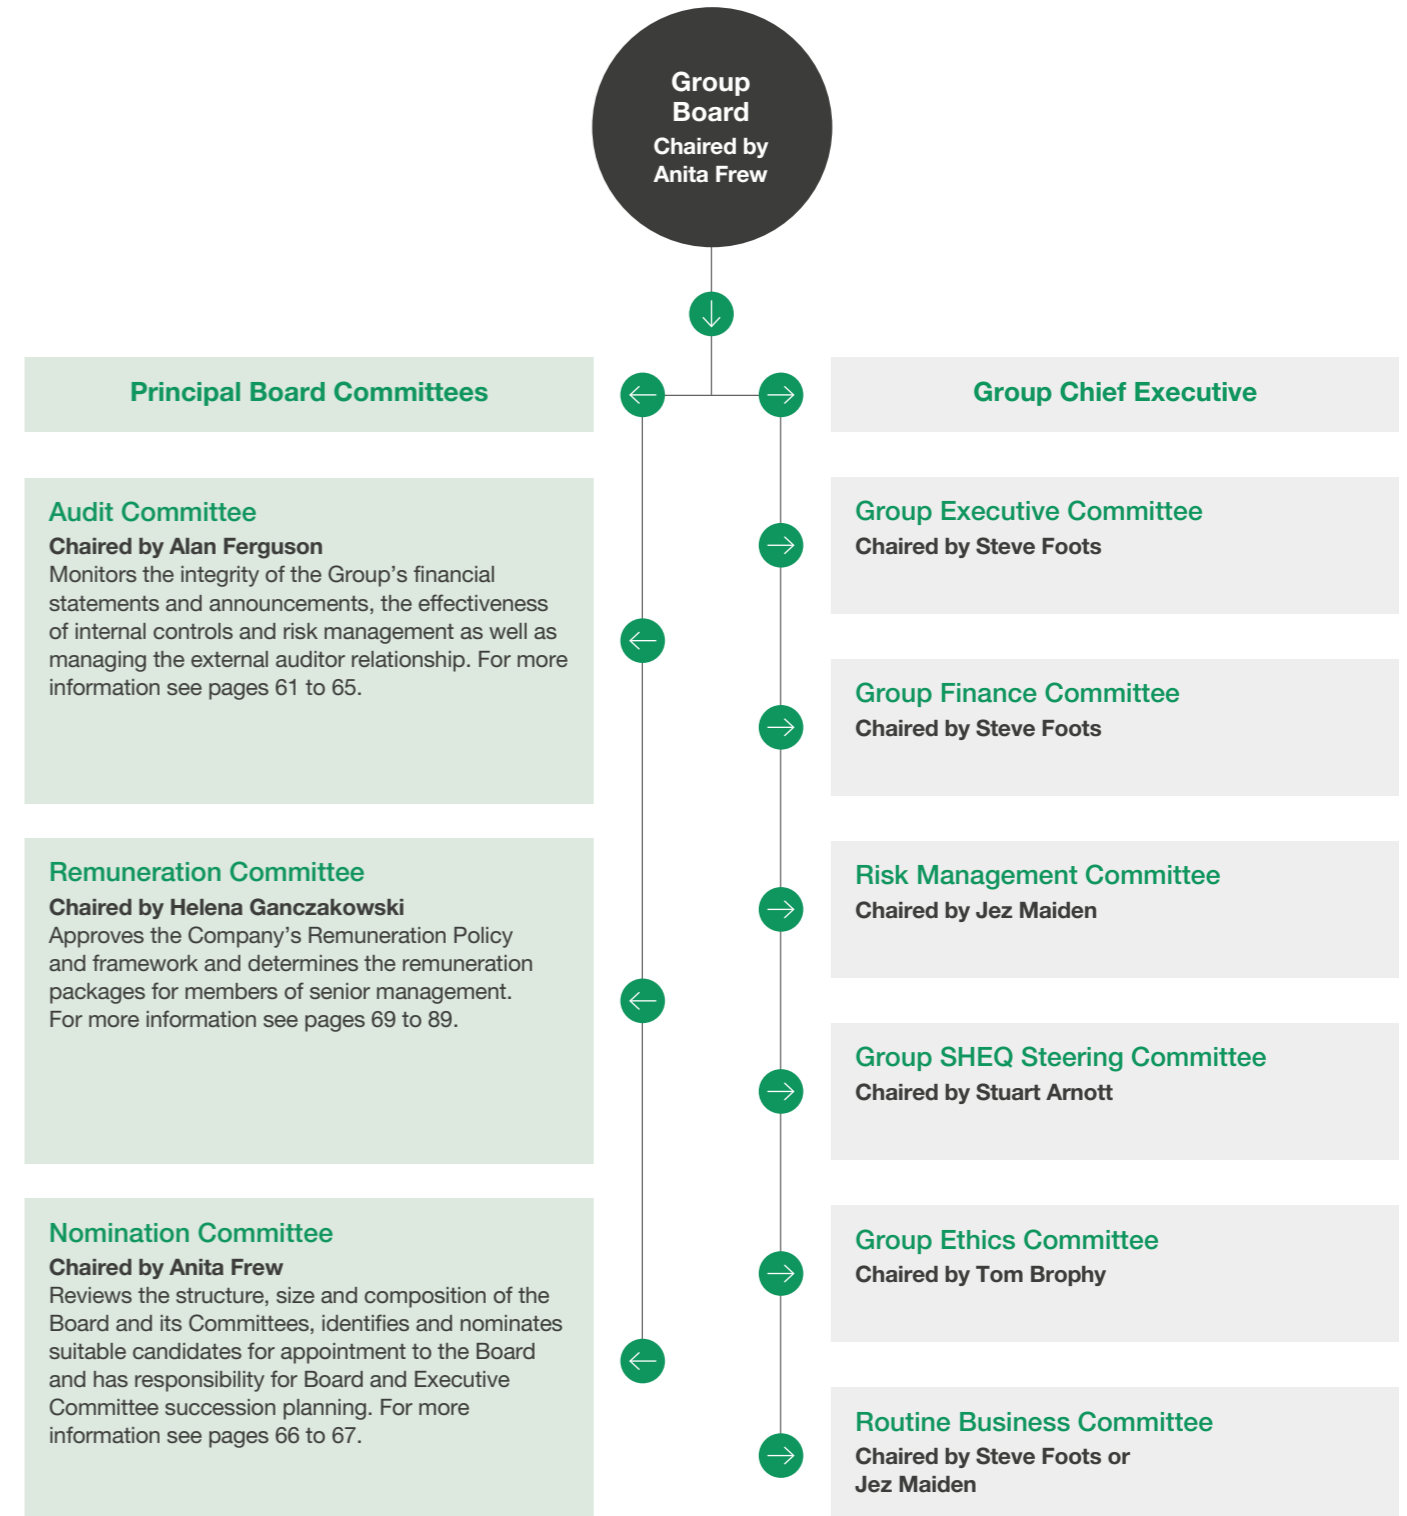 Group
Board
Chaired by
Anita Frew
Principal Board Committees
Audit Committee
Chaired by Alan Ferguson
Monitors the integrity of the Group’s financial
statements and announcements, the effectiveness
of internal controls and risk management as well as
managing the external auditor relationship. For more
information see pages 61 to 65.
Remuneration Committee
Chaired by Helena Ganczakowski
Approves the Company’s Remuneration Policy
and framework and determines the remuneration
packages for members of senior management.
For more information see pages 69 to 89.
Nomination Committee
Chaired by Anita Frew
Reviews the structure, size and composition of the
Board and its Committees, identifies and nominates
suitable candidates for appointment to the Board
and has responsibility for Board and Executive
Committee succession planning. For more
information see pages 66 to 67.
Group Chief Executive
Group Executive Committee
Chaired by Steve Foots
Group Finance Committee
Chaired by Steve Foots
Risk Management Committee
Chaired by Jez Maiden
Group SHEQ Steering Committee
Chaired by Stuart Arnott
Group Ethics Committee
Chaired by Tom Brophy
Routine Business Committee
Chaired by Steve Foots or
Jez Maiden